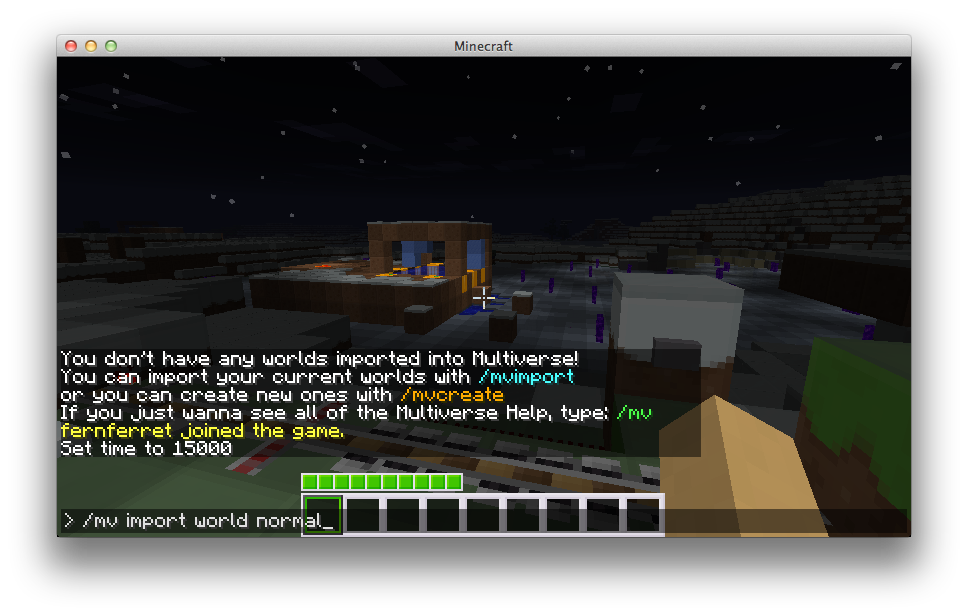 Minecraft
You don't have any worlds imported into Multiverse!
You can import your current worlds with /mvimport
or you can create new ones with /mvcreate
If you just wanna see all of the Multiverse Help, type: /mv
fernferret joined the game.
Set time to 15000
> /mv import world normal_